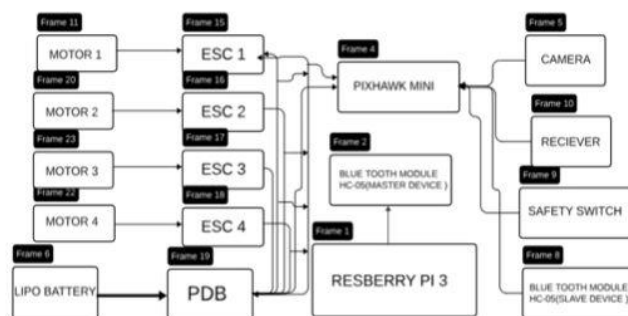 Frame 11
MOTOR 1
Frame 20
MOTOR 2
Frame 23
MOTOR 3
Frame 22
MOTOR 4
Frame 6
LIPO BATTERY
Frame 15
ESC 1
Frame 16
ESC 2
Frame 17
ESC 3
Frame 18
ESC 4
Frame 19
PDB
Frame 4
PIXHAWK MINI
Frame 2
BLUE TOOTH MODULE
HC-05(MASTER DEVICE )
Frame 1
RESBERRY PI 3
Frame 5
CAMERA
Frame 10
RECIEVER
Frame 9
SAFETY SWITCH
Frame 8
BLUE TOOTH MODULE
HC-05(SLAVE DEVICE )